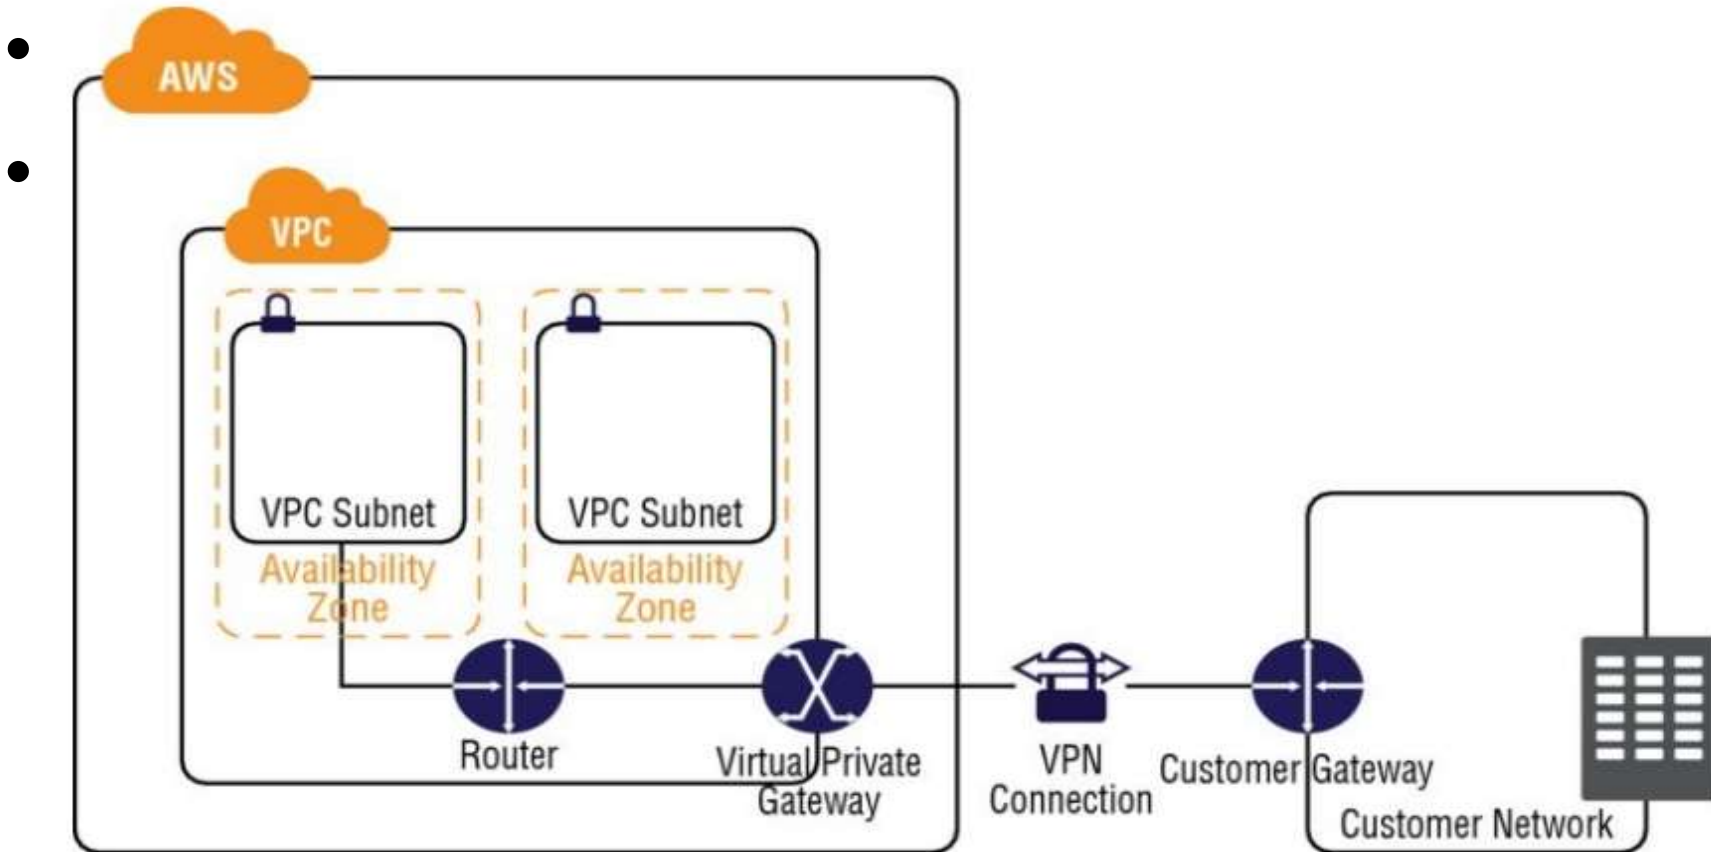 AWS
VPC
VPC Subnet
Availability
Zone
VPC Subnet
Availability
Zone
Router
Virtual Private
Gateway
VPN
Connection
Customer Gateway
Customer Network